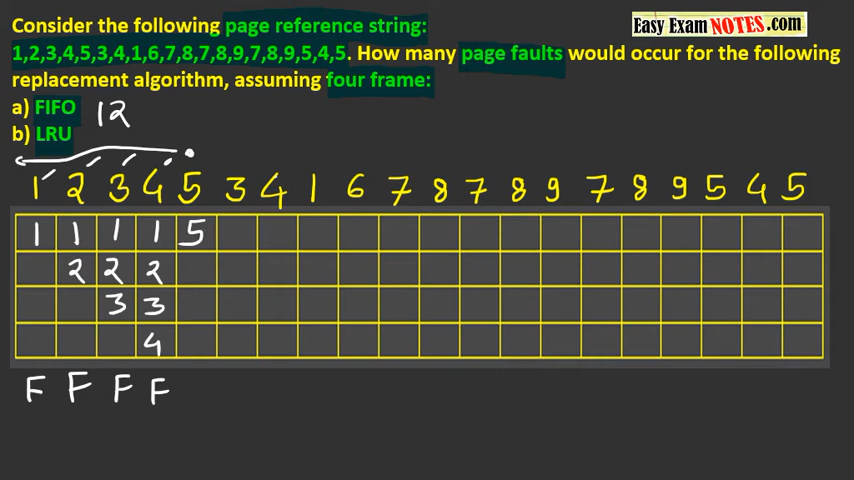 Consider the following page reference string:
Easy Exam NOTES.com
1,2,3,4,5,3,4,1,6,7,8,7,8,9,7,8,9,5,4,5. How many page faults would occur for the following
replacement algorithm, assuming four frame:
a) FIFO 12
b) LRU
1 2 3 4 5 3 4 1 6 7 8 7 8 9 7 8 9 5 4 5
1 1 1 1 5
2 2 2
3 3
4
F F F F